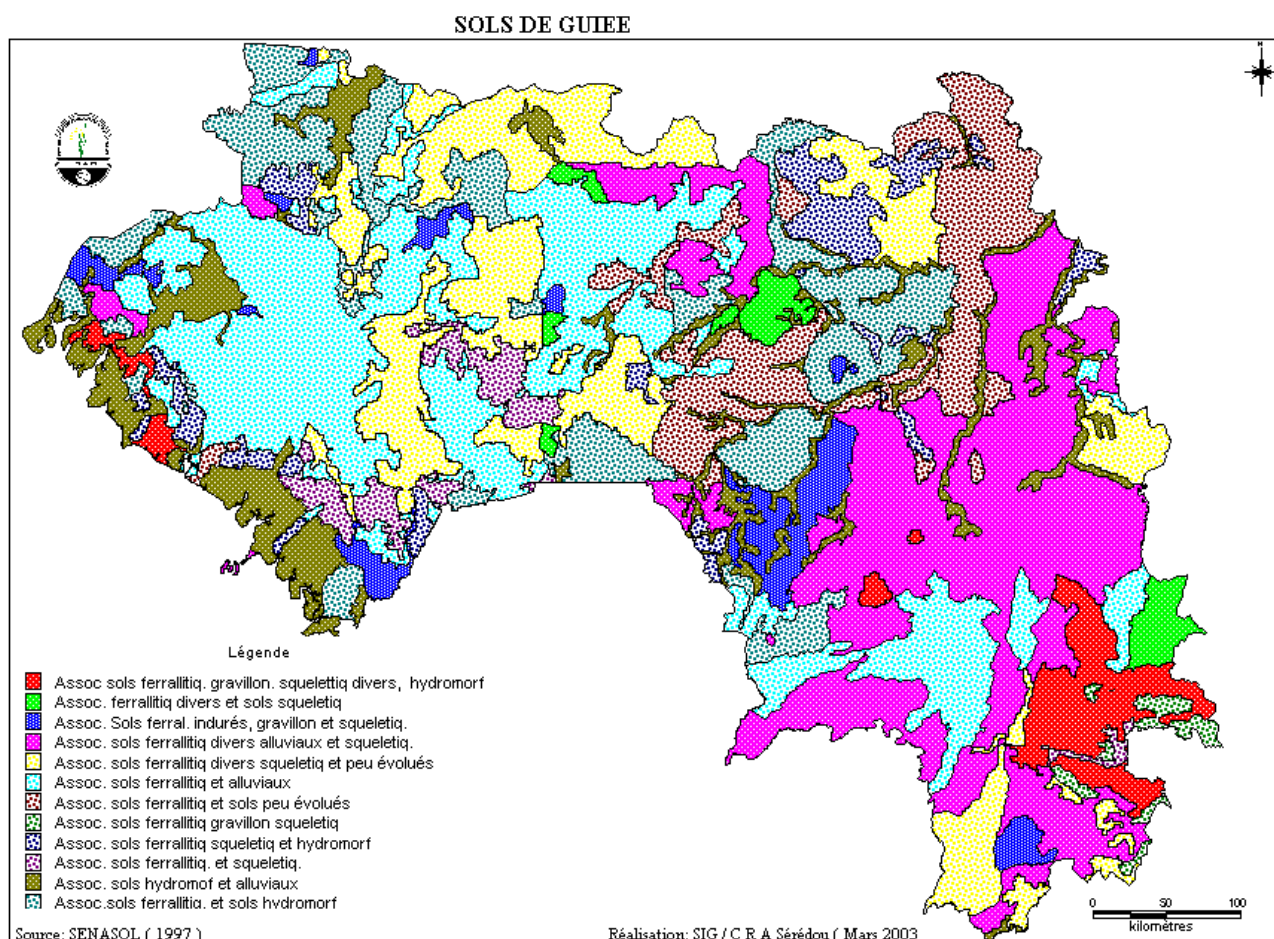 SOLS DE GUIEE
N
Légende
Assoc sols ferrallitiq. gravillon. squelettiq divers, hydromorf
Assoc. ferrallitiq divers et sols squeletiq
Assoc. Sols ferral. indurés, gravillon et squeletiq.
Assoc. sols ferrallitiq divers alluviaux et squeletiq.
Assoc. sols ferrallitiq divers squeletiq et peu évolués
Assoc. sols ferrallitiq et alluviaux
Assoc. sols ferrallitiq et sols peu évolués
Assoc. sols ferrallitiq gravillon squeletiq
Assoc. sols ferrallitiq squeletiq et hydromorf
Assoc. sols ferrallitiq. et squeletiq.
Assoc. sols hydromof et alluviaux
Assoc.sols ferrallitiq. et sols hydromorf
0 50 100
kilomètres
Source: SENASOL ( 1997 )
Réalisation: SIG / C R A Sérédou ( Mars 2003